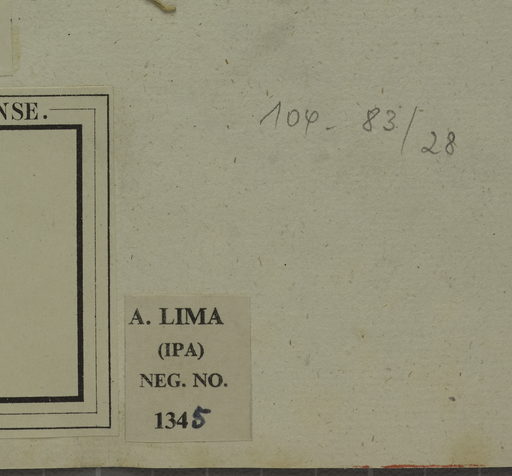 NSE.
104- 83/28
A. LIMA
(IPA)
NEG. NO.
1345